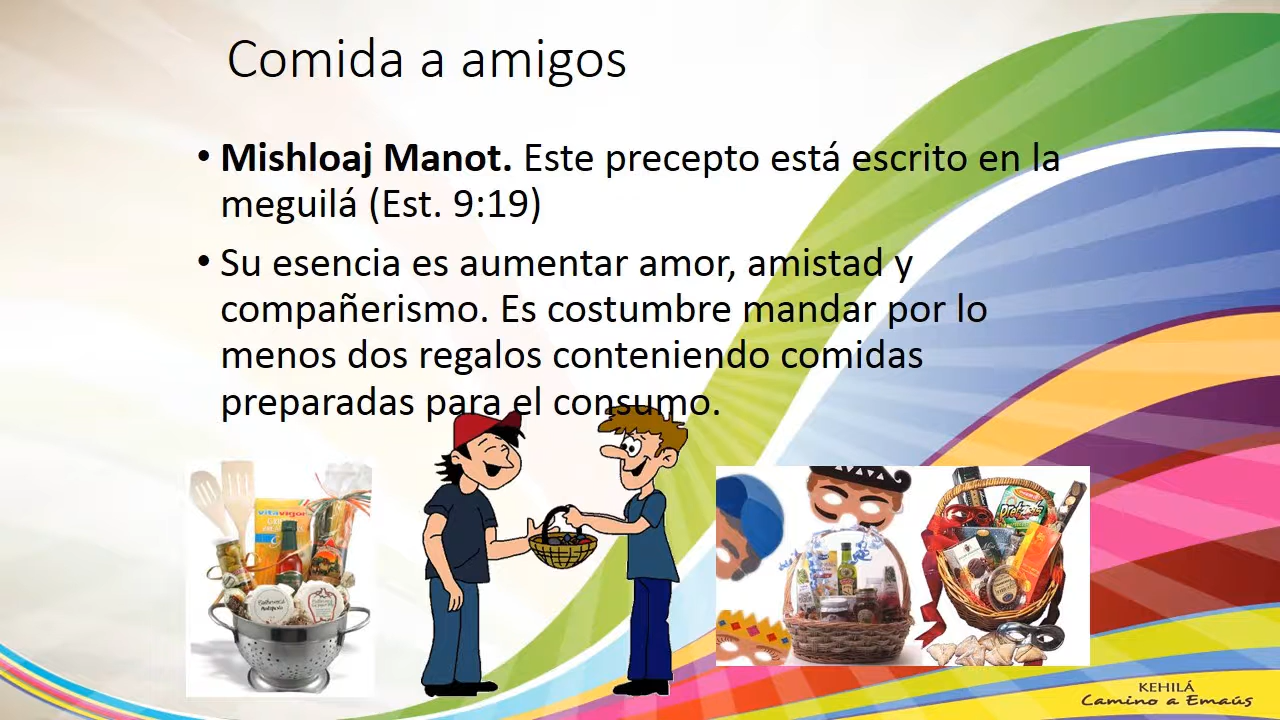 Comida a amigos
• Mishloaj Manot. Este precepto está escrito en la
meguilá (Est. 9:19)
• Su esencia es aumentar amor, amistad y
compañerismo. Es costumbre mandar por lo
menos dos regalos conteniendo comidas
preparadas para el consumo.
vitavigor
pretzels
KEHILÁ
Camino a Emaús